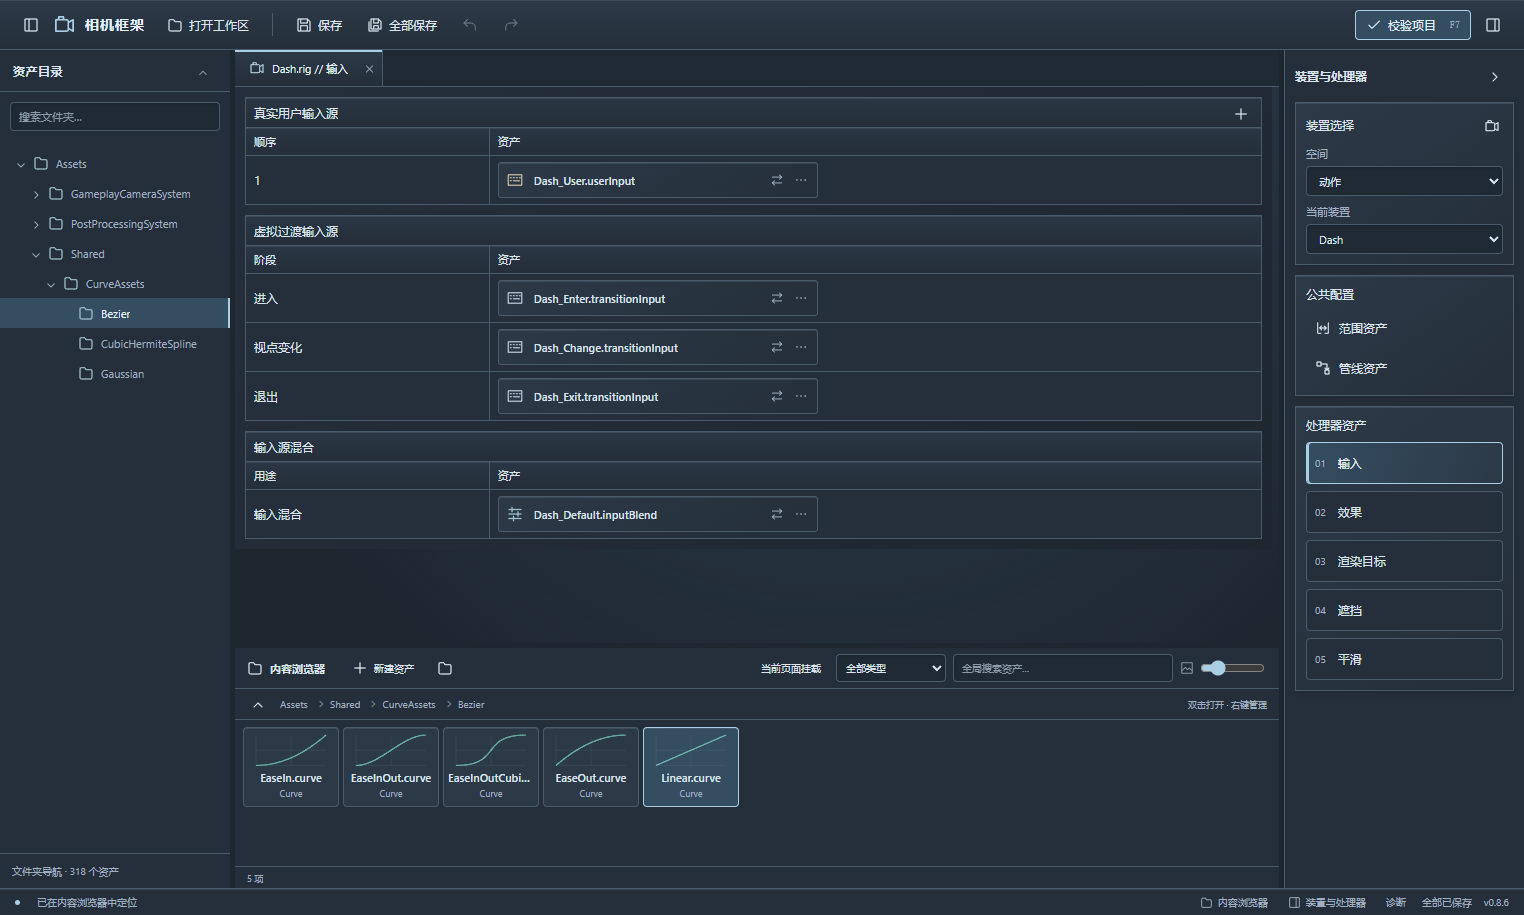 相机框架
打开工作区
保存
全部保存
校验项目 F7
资产目录
搜索文件夹...
Assets
GameplayCameraSystem
PostProcessingSystem
Shared
CurveAssets
Bezier
CubicHermiteSpline
Gaussian
文件夹导航 · 318 个资产
Dash.rig // 输入
真实用户输入源
顺序 资产
1 Dash_User.userInput
虚拟过渡输入源
阶段 资产
进入 Dash_Enter.transitionInput
视点变化 Dash_Change.transitionInput
退出 Dash_Exit.transitionInput
输入源混合
用途 资产
输入混合 Dash_Default.inputBlend
内容浏览器
新建资产
当前页面挂载
全部类型
全局搜索资产...
Assets > Shared > CurveAssets > Bezier
双击打开 · 右键管理
EaseIn.curve
Curve
EaseInOut.curve
Curve
EaseInOutCubi...
Curve
EaseOut.curve
Curve
Linear.curve
Curve
5 项
装置与处理器
装置选择
空间
动作
当前装置
Dash
公共配置
范围资产
管线资产
处理器资产
01 输入
02 效果
03 渲染目标
04 遮挡
05 平滑
已在内容浏览器中定位
内容浏览器
装置与处理器
诊断
全部已保存
v0.8.6